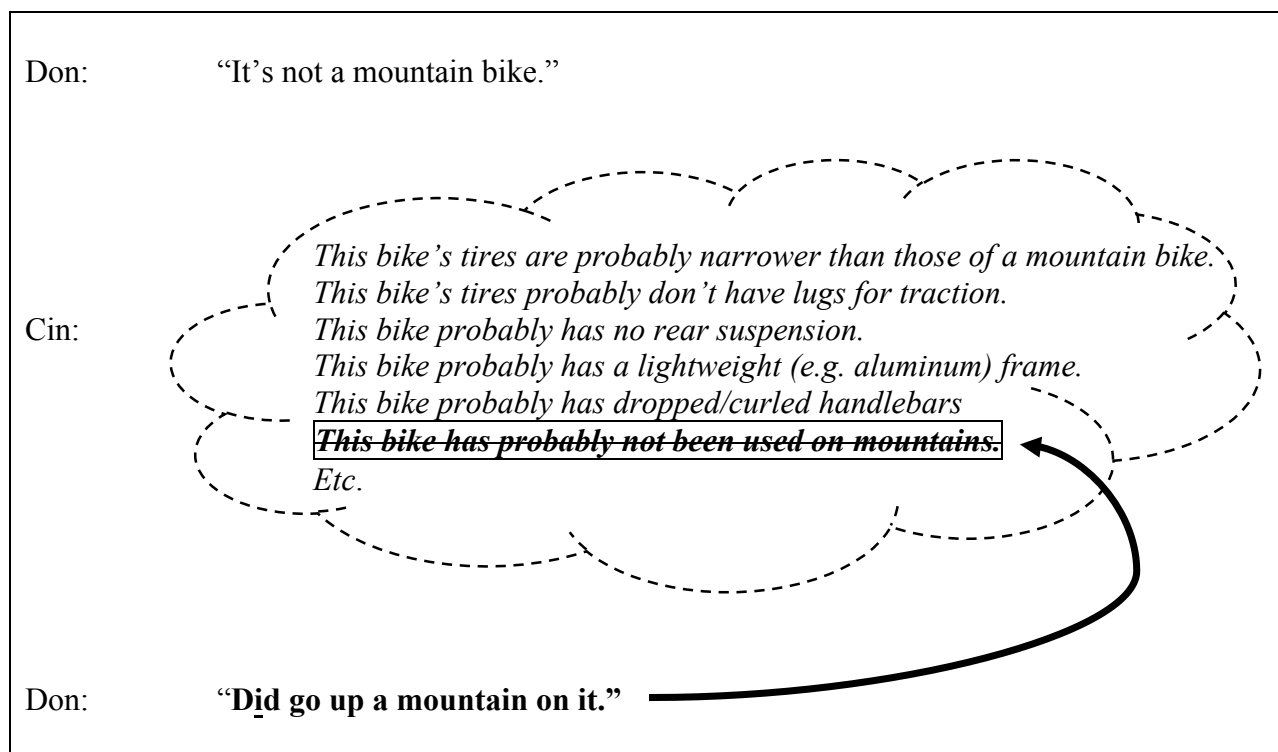 Don: “It’s not a mountain bike.”
This bike’s tires are probably narrower than those of a mountain bike.
This bike’s tires probably don’t have lugs for traction.
Cin: This bike probably has no rear suspension.
This bike probably has a lightweight (e.g. aluminum) frame.
This bike probably has dropped/curled handlebars
This bike has probably not been used on mountains.
Etc.
Don: “Did go up a mountain on it.”